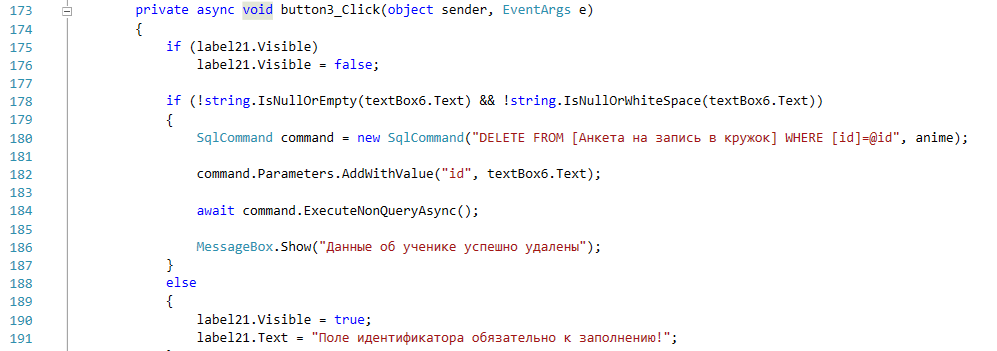 173 private async void button3_Click(object sender, EventArgs e)
174 {
175 if (label21.Visible)
176 label21.Visible = false;
177
178 if (!string.IsNullOrEmpty(textBox6.Text) && !string.IsNullOrWhiteSpace(textBox6.Text))
179 {
180 SqlCommand command = new SqlCommand("DELETE FROM [Анкета на запись в кружок] WHERE [id]=@id", anime);
181
182 command.Parameters.AddWithValue("id", textBox6.Text);
183
184 await command.ExecuteNonQueryAsync();
185
186 MessageBox.Show("Данные об ученике успешно удалены");
187 }
188 else
189 {
190 label21.Visible = true;
191 label21.Text = "Поле идентификатора обязательно к заполнению!";